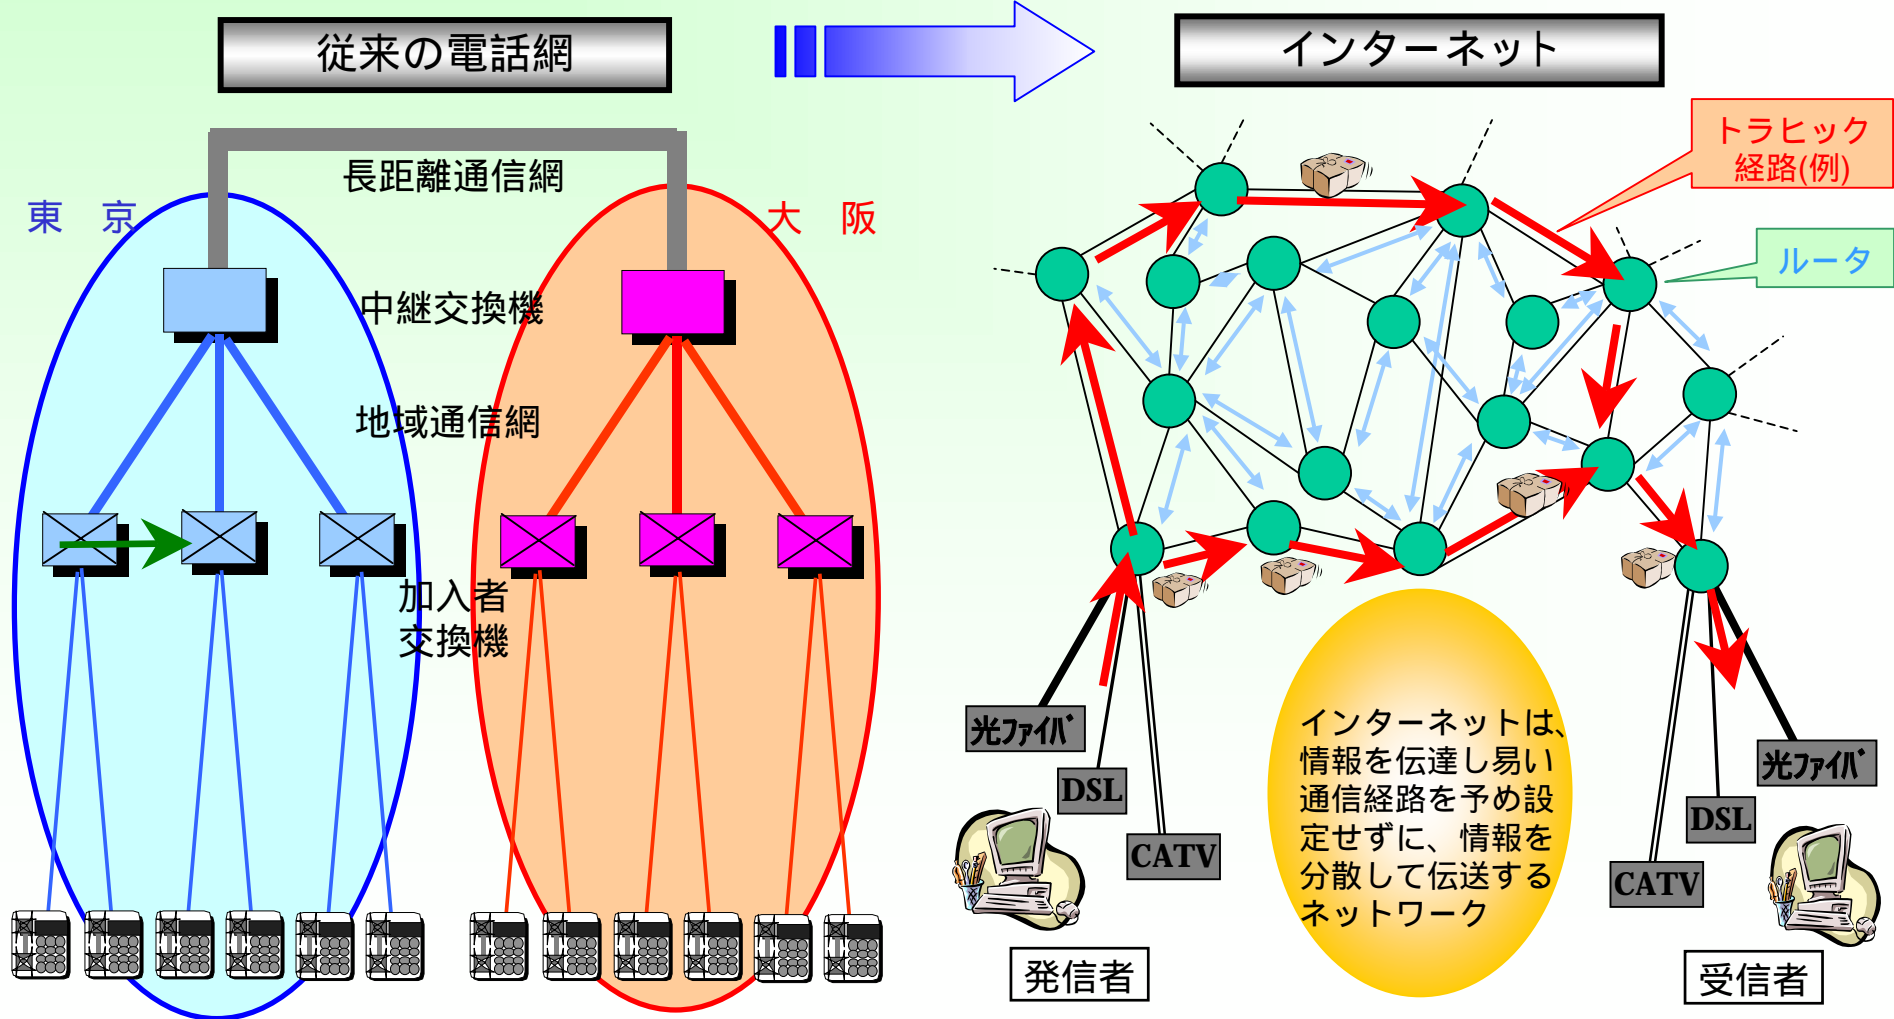 従来の電話網
インターネット
長距離通信網
東　京
大　阪
中継交換機
地域通信網
加入者
交換機
トラヒック
経路(例)
ルータ
光ﾌｧｲﾊﾞ
DSL
CATV
発信者
インターネットは、
情報を伝達し易い
通信経路を予め設
定せずに、情報を
分散して伝送する
ネットワーク
光ﾌｧｲﾊﾞ
DSL
CATV
受信者